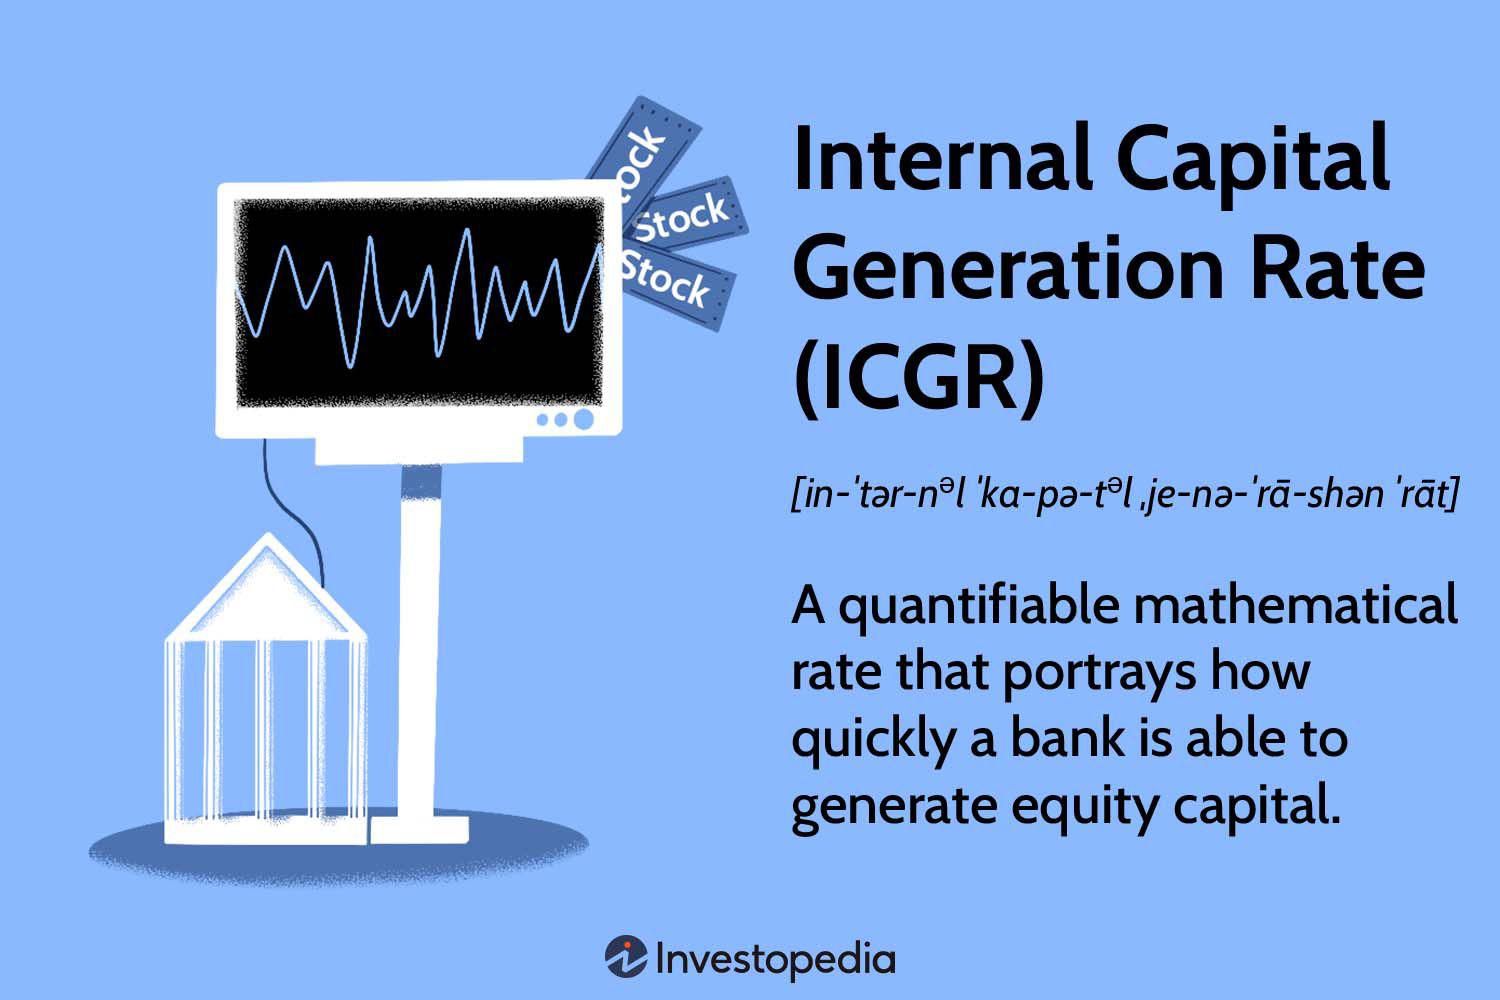 Internal Capital
Generation Rate
(ICGR)
[in-ˈtər-nᵊl ˈka-pə-tᵊl ˌje-nə-ˈrā-shən ˈrāt]
A quantifiable mathematical
rate that portrays how
quickly a bank is able to
generate equity capital.
Stock
Stock
Investopedia